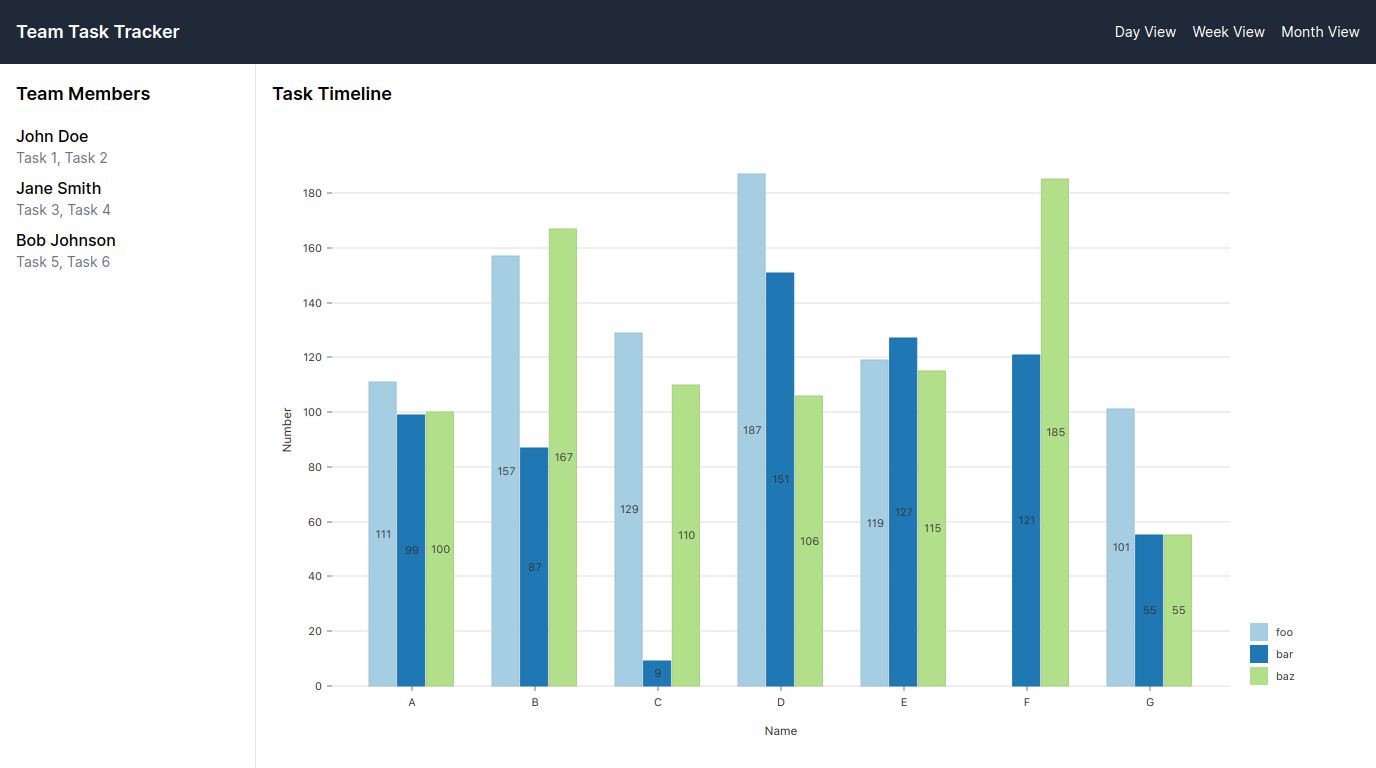 Team Task Tracker
Day View Week View Month View
Team Members
John Doe
Task 1, Task 2
Jane Smith
Task 3, Task 4
Bob Johnson
Task 5, Task 6
Task Timeline
180
160
140
120
100
80
60
40
20
0
Number
111
99
100
157
87
167
129
9
110
187
151
106
119
127
115
121
185
101
55
55
A B C D E F G
Name
foo
bar
baz